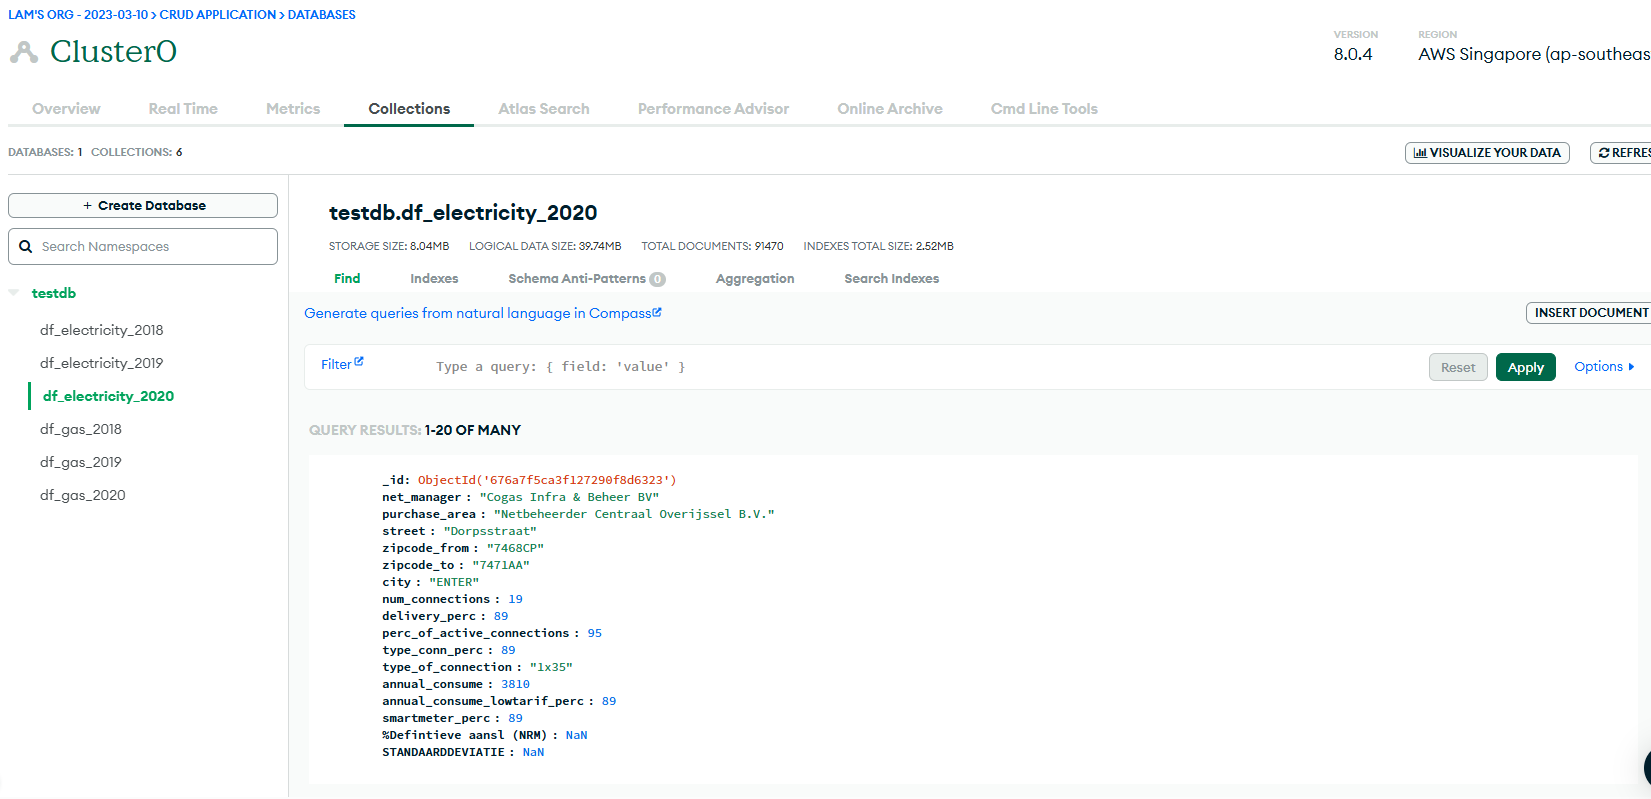 LAM'S ORG - 2023-03-10 > CRUD APPLICATION > DATABASES
Cluster0
VERSION
8.0.4
REGION
AWS Singapore (ap-southeas
Overview Real Time Metrics Collections Atlas Search Performance Advisor Online Archive Cmd Line Tools
DATABASES: 1 COLLECTIONS: 6
VISUALIZE YOUR DATA
REFRES
+ Create Database
Search Namespaces
testdb
df_electricity_2018
df_electricity_2019
df_electricity_2020
df_gas_2018
df_gas_2019
df_gas_2020
testdb.df_electricity_2020
STORAGE SIZE: 8.04MB LOGICAL DATA SIZE: 39.74MB TOTAL DOCUMENTS: 91470 INDEXES TOTAL SIZE: 2.52MB
Find Indexes Schema Anti-Patterns 0 Aggregation Search Indexes
Generate queries from natural language in Compass
INSERT DOCUMENT
Filter Type a query: { field: 'value' } Reset Apply Options
QUERY RESULTS: 1-20 OF MANY
_id: ObjectId('676a7f5ca3f127290f8d6323')
net_manager : "Cogas Infra & Beheer BV"
purchase_area : "Netbeheerder Centraal Overijssel B.V."
street : "Dorpsstraat"
zipcode_from : "7468CP"
zipcode_to : "7471AA"
city : "ENTER"
num_connections : 19
delivery_perc : 89
perc_of_active_connections : 95
type_conn_perc : 89
type_of_connection : "1x35"
annual_consume : 3810
annual_consume_lowtarif_perc : 89
smartmeter_perc : 89
%Defintieve aansl (NRM) : NaN
STANDAARDDEVIATIE : NaN